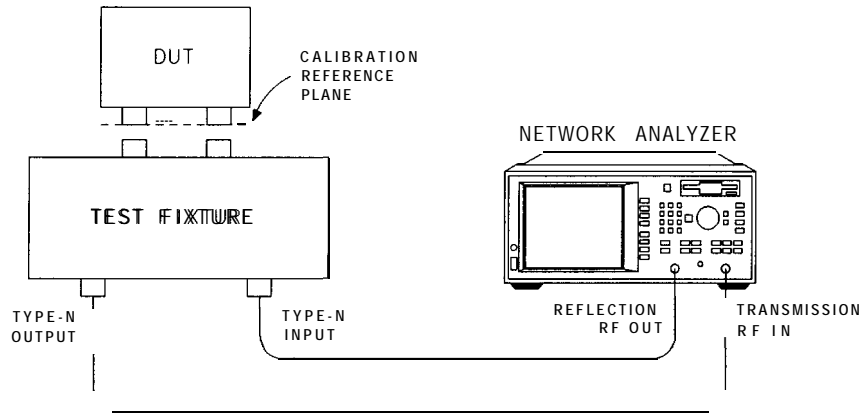 DUT
CALIBRATION
REFERENCE
PLANE
NETWORK ANALYZER
TEST FIXTURE
TYPE-N
OUTPUT
TYPE-N
INPUT
REFLECTION
RF OUT
TRANSMISSION
RF IN